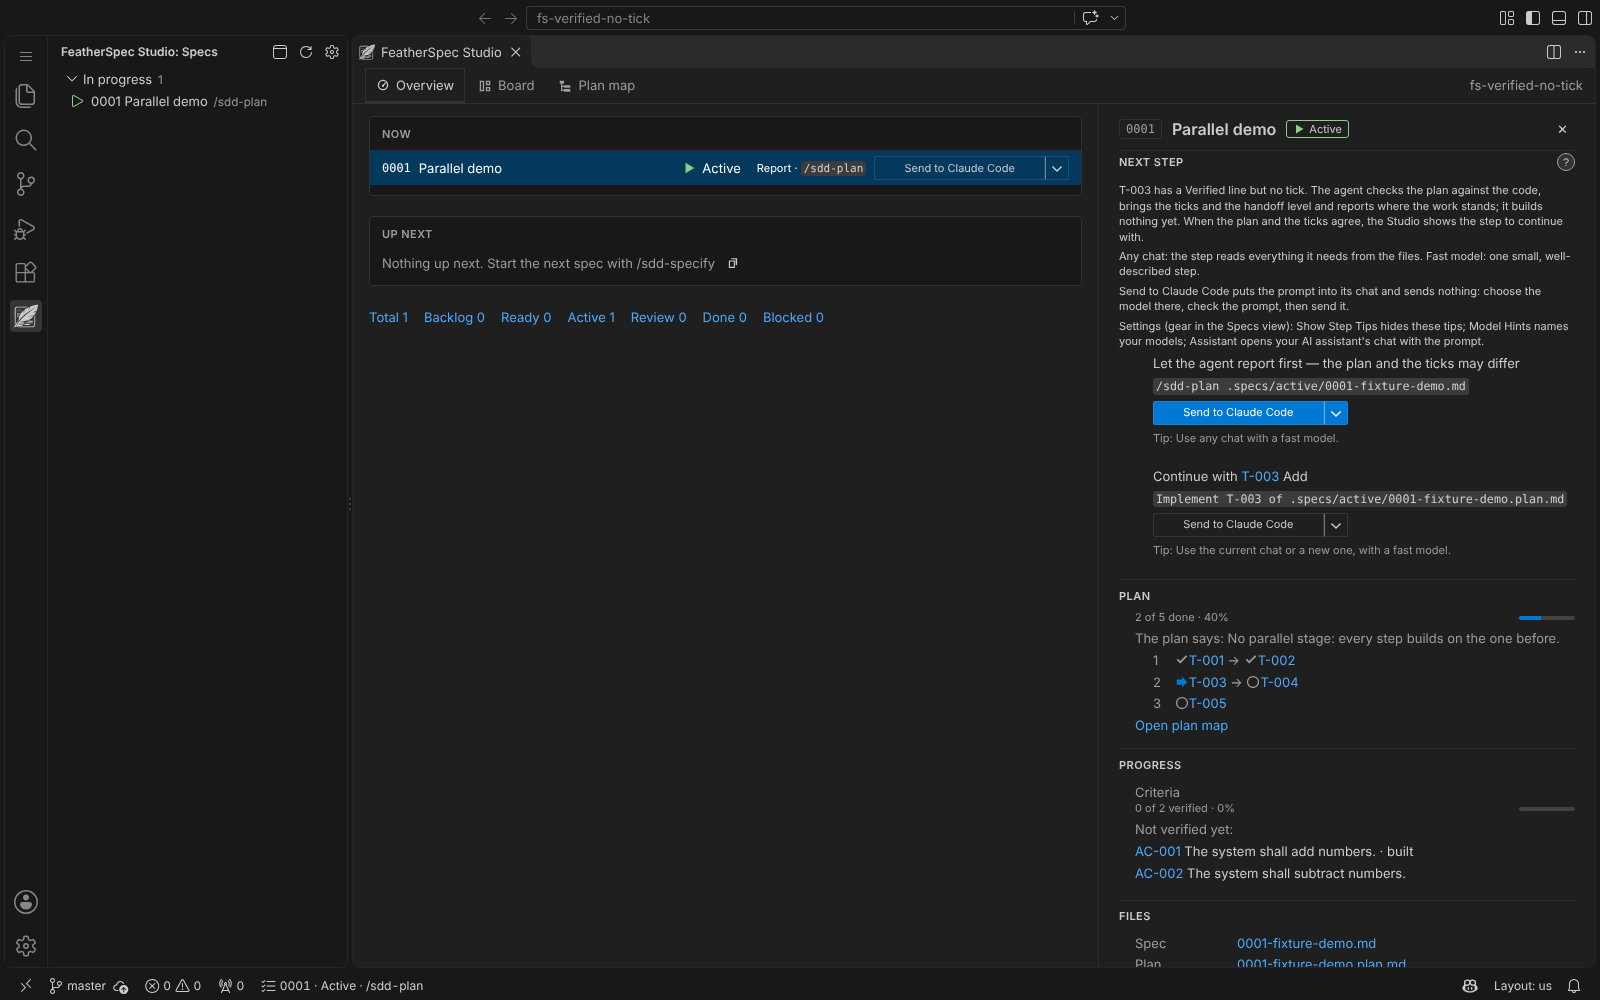 fs-verified-no-tick
FeatherSpec Studio: Specs
In progress 1
0001 Parallel demo /sdd-plan
FeatherSpec Studio
Overview
Board
Plan map
fs-verified-no-tick
NOW
0001 Parallel demo
Active
Report · /sdd-plan
Send to Claude Code
UP NEXT
Nothing up next. Start the next spec with /sdd-specify
Total 1
Backlog 0
Ready 0
Active 1
Review 0
Done 0
Blocked 0
0001
Parallel demo
Active
NEXT STEP
?
T-003 has a Verified line but no tick. The agent checks the plan against the code,
brings the ticks and the handoff level and reports where the work stands; it builds
nothing yet. When the plan and the ticks agree, the Studio shows the step to continue
with.
Any chat: the step reads everything it needs from the files. Fast model: one small, well-
described step.
Send to Claude Code puts the prompt into its chat and sends nothing: choose the
model there, check the prompt, then send it.
Settings (gear in the Specs view): Show Step Tips hides these tips; Model Hints names
your models; Assistant opens your AI assistant's chat with the prompt.
Let the agent report first — the plan and the ticks may differ
/sdd-plan .specs/active/0001-fixture-demo.md
Send to Claude Code
Tip: Use any chat with a fast model.
Continue with T-003 Add
Implement T-003 of .specs/active/0001-fixture-demo.plan.md
Send to Claude Code
Tip: Use the current chat or a new one, with a fast model.
PLAN
2 of 5 done · 40%
The plan says: No parallel stage: every step builds on the one before.
1 T-001 → T-002
2 T-003 → T-004
3 T-005
Open plan map
PROGRESS
Criteria
0 of 2 verified · 0%
Not verified yet:
AC-001 The system shall add numbers. · built
AC-002 The system shall subtract numbers.
FILES
Spec 0001-fixture-demo.md
Plan 0001-fixture-demo.plan.md
master
0
0
0
0001 · Active · /sdd-plan
Layout: us